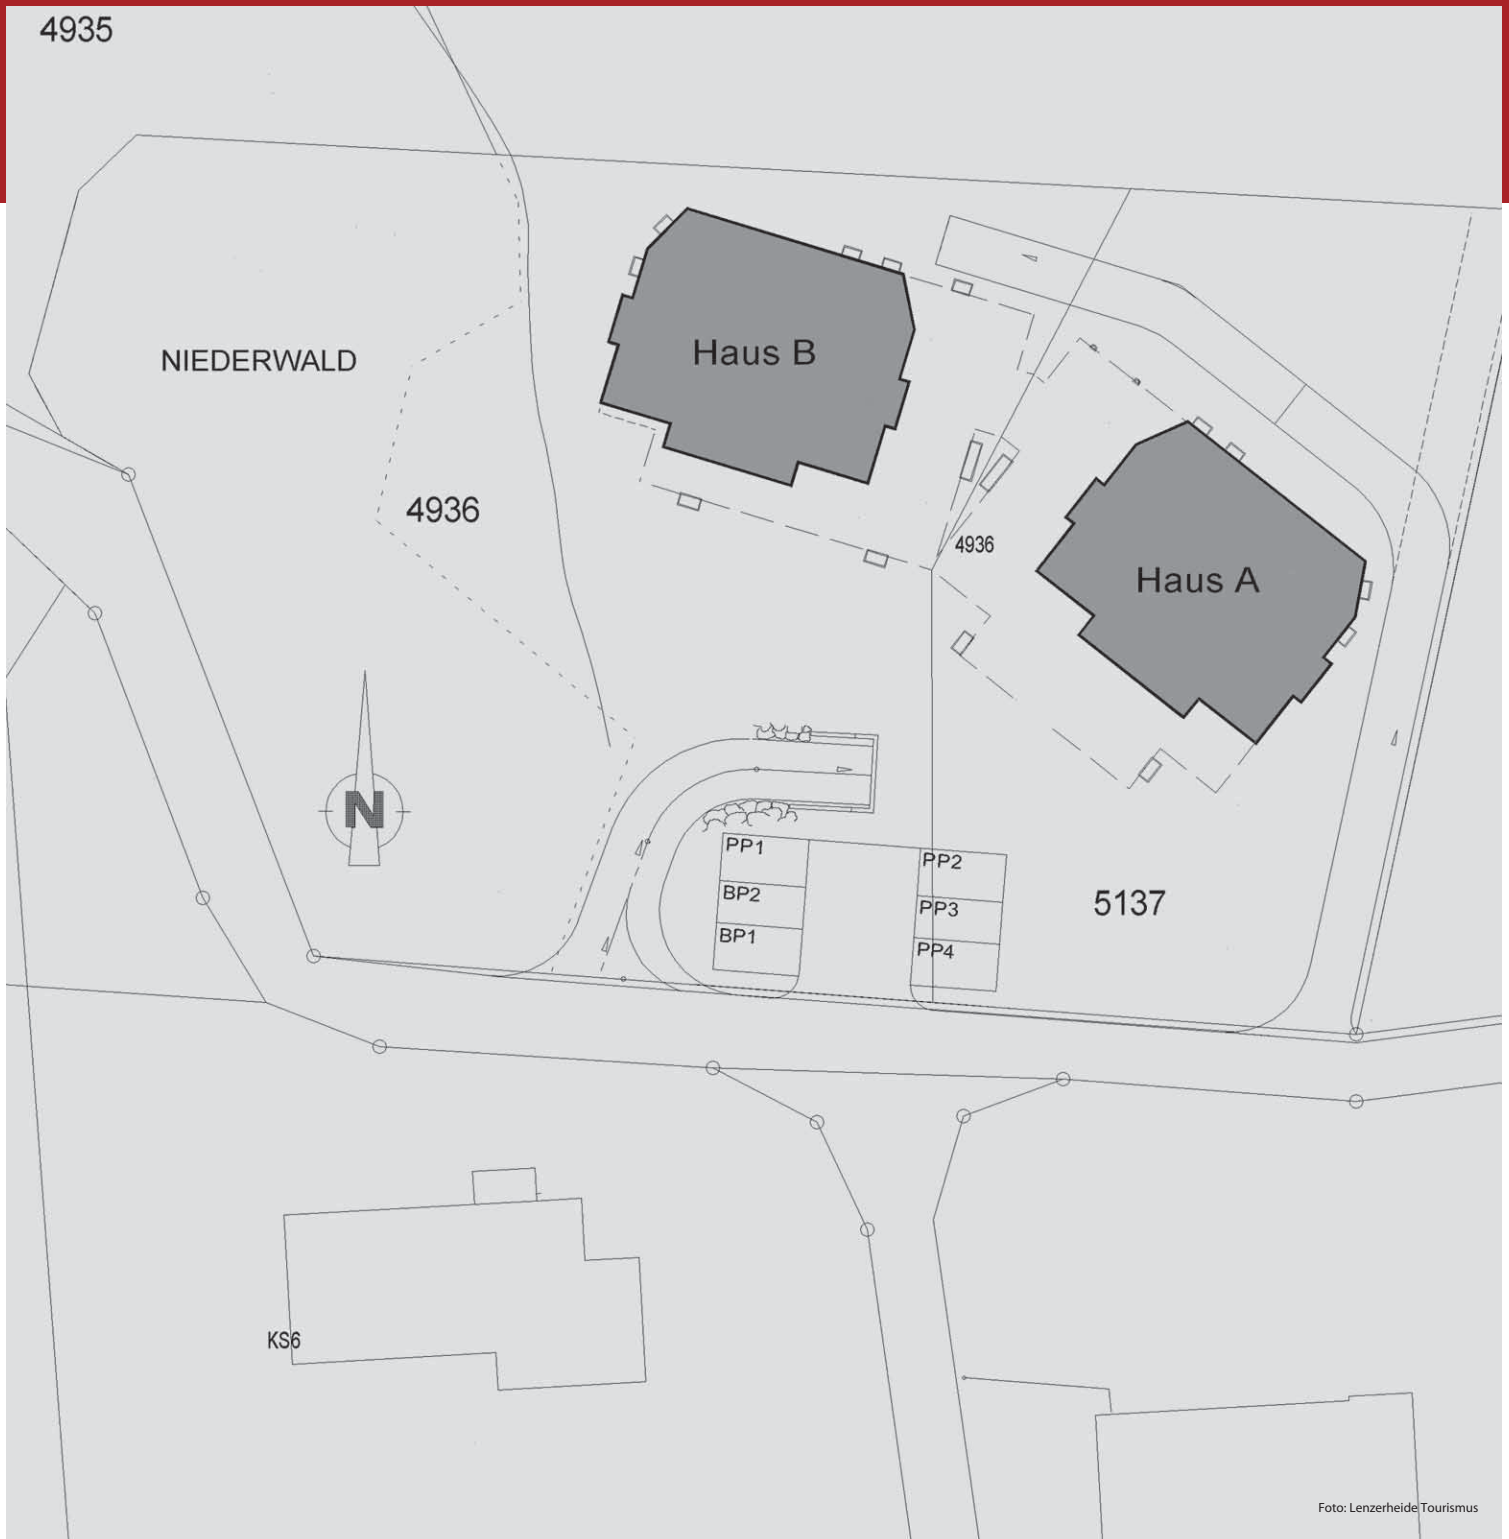 4935
NIEDERWALD
Haus B
4936
4936
Haus A
N
PP1
BP2
BP1
PP2
PP3
PP4
5137
KS6
Foto: Lenzerheide Tourismus